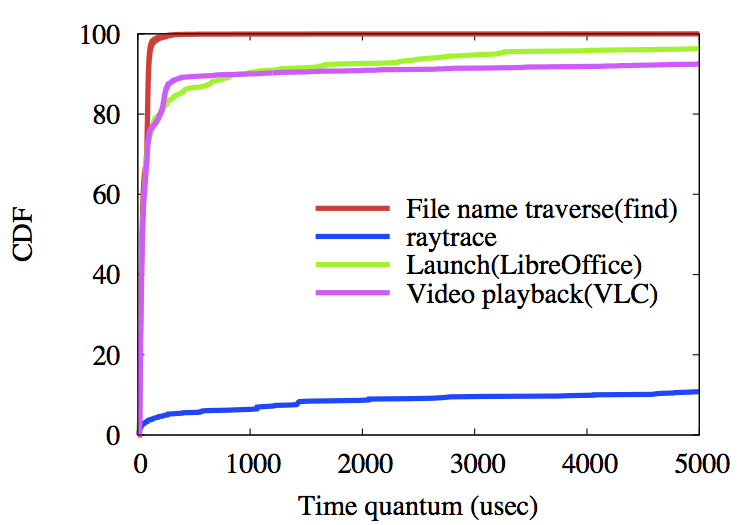 100
80
60
40
20
0
CDF
File name traverse(find)
raytrace
Launch(LibreOffice)
Video playback(VLC)
0 1000 2000 3000 4000 5000
Time quantum (usec)